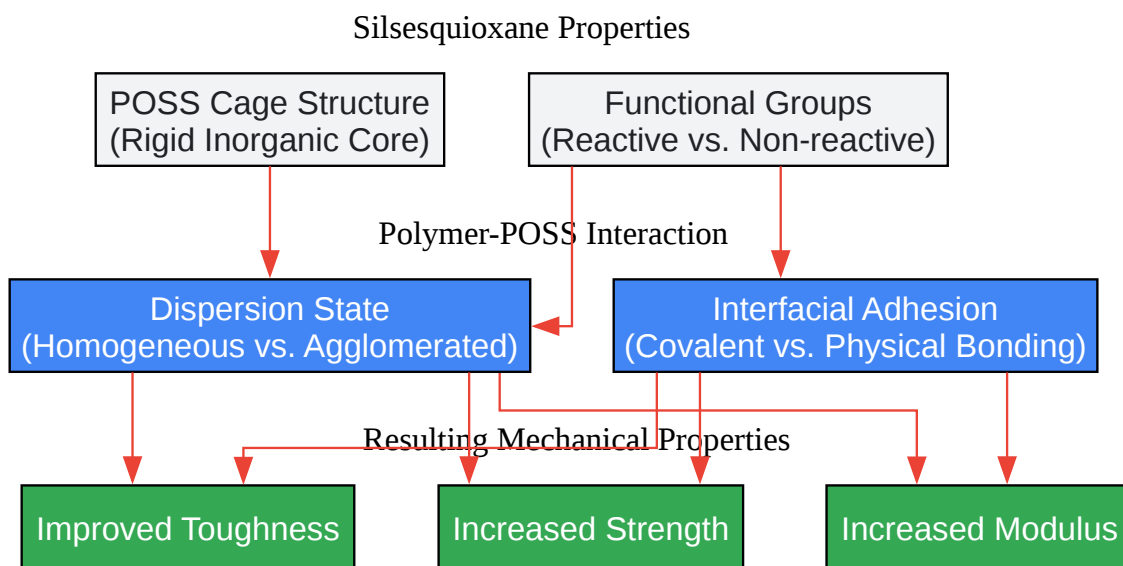 Silsesquioxane Properties
POSS Cage Structure
(Rigid Inorganic Core)
Functional Groups
(Reactive vs. Non-reactive)
Polymer-POSS Interaction
Dispersion State
(Homogeneous vs. Agglomerated)
Interfacial Adhesion
(Covalent vs. Physical Bonding)
Resulting Mechanical Properties
Improved Toughness
Increased Strength
Increased Modulus